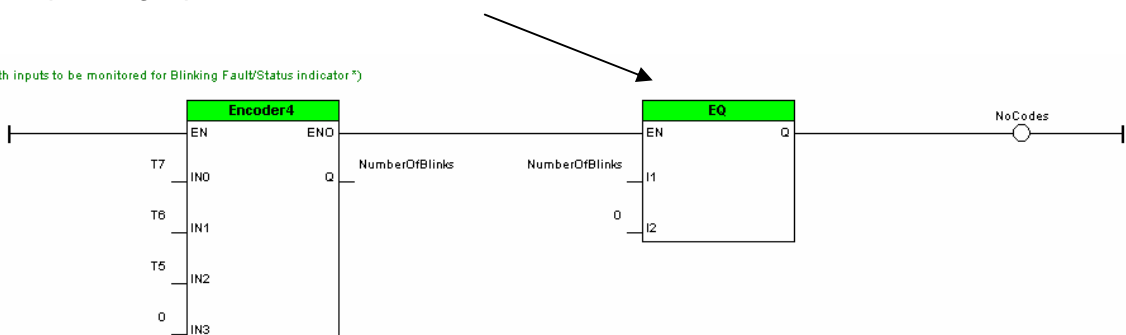 th inputs to be monitored for Blinking Fault/Status indicator*)
Encoder4
EQ
NoCodes
EN ENO
EN Q
T7
IN0
Q
NumberOfBlinks
NumberOfBlinks
I1
T6
IN1
0
I2
T5
IN2
0
IN3